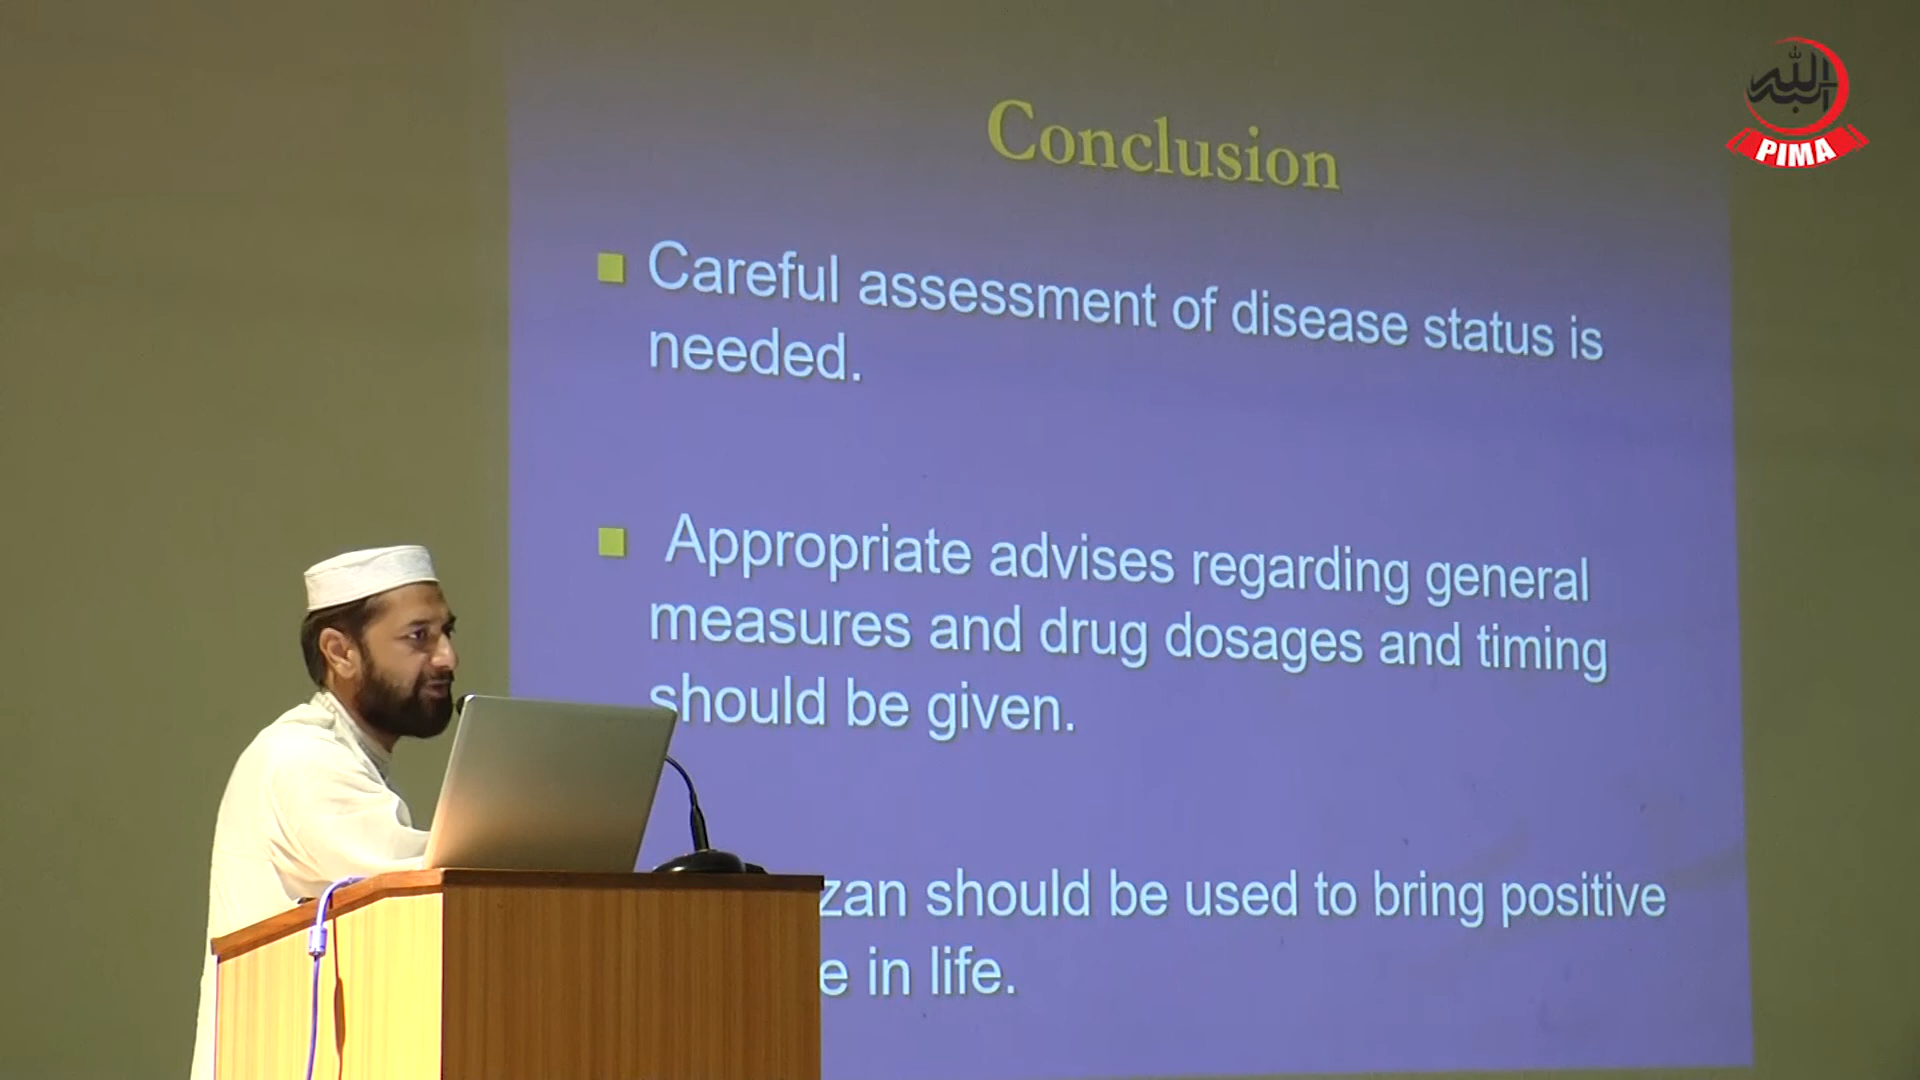 PIMA
Conclusion
Careful assessment of disease status is
needed.
Appropriate advises regarding general
measures and drug dosages and timing
should be given.
zan should be used to bring positive
e in life.